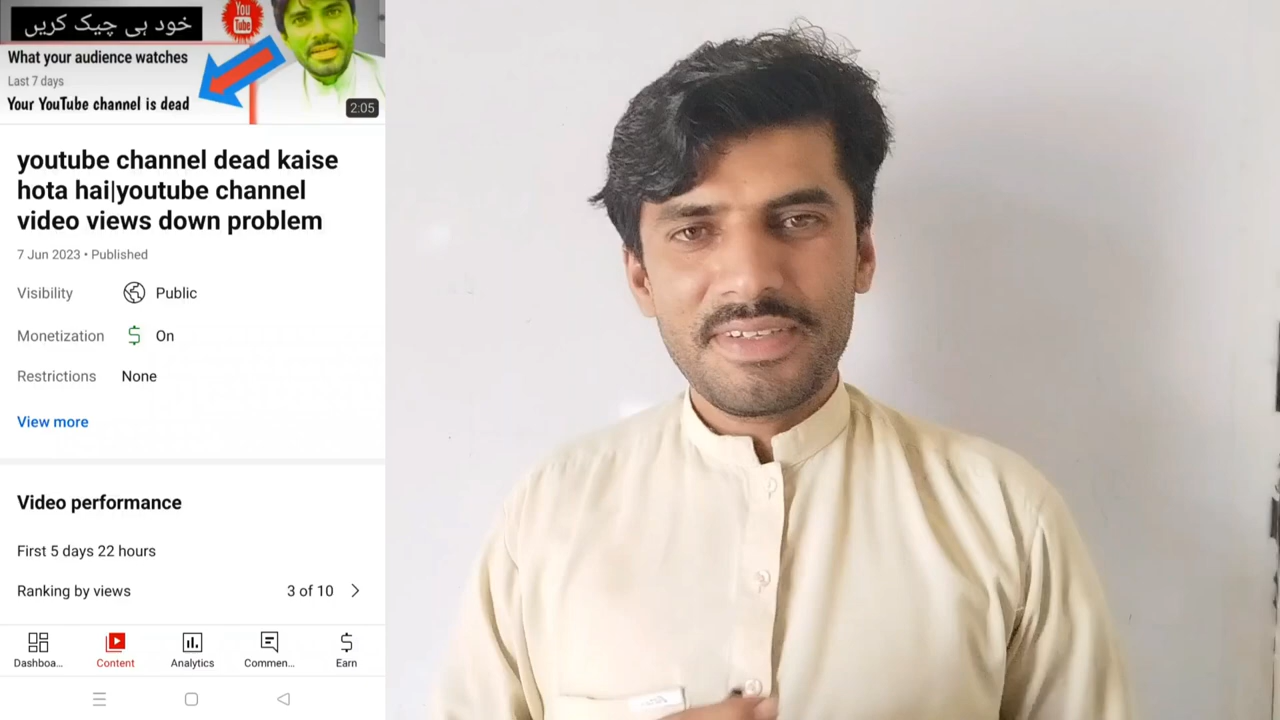 خود ہی چیک کریں
You
Tube
What your audience watches
Last 7 days
Your YouTube channel is dead
2:05
youtube channel dead kaise
hota hai|youtube channel
video views down problem
7 Jun 2023 • Published
Visibility Public
Monetization On
Restrictions None
View more
Video performance
First 5 days 22 hours
Ranking by views 3 of 10
Dashboa... Content Analytics Commen... Earn